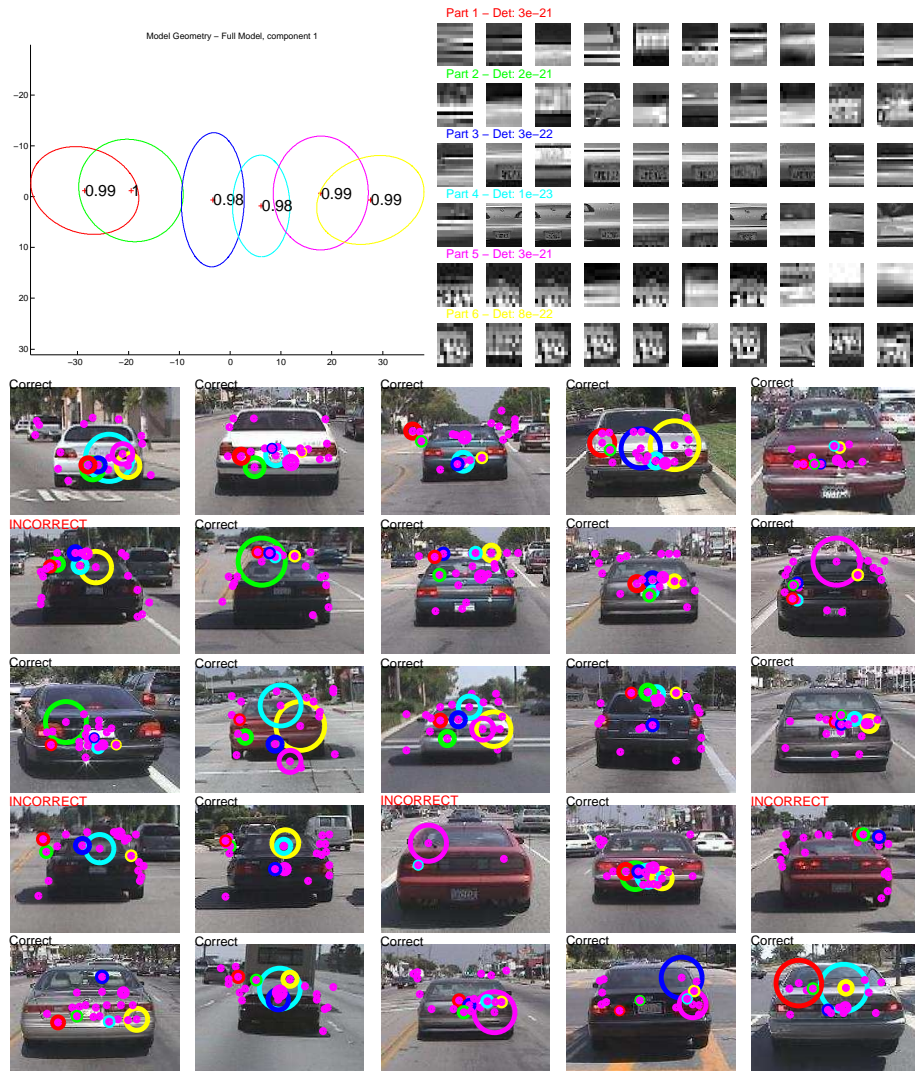 Model Geometry – Full Model, component 1
Part 1 – Det: 3e–21
Part 2 – Det: 2e–21
Part 3 – Det: 3e–22
Part 4 – Det: 1e–23
Part 5 – Det: 3e–21
Part 6 – Det: 8e–22
–20
–10
0
10
20
30
0.99
1
0.98
0.98
0.99
0.99
–30 –20 –10 0 10 20 30
Correct Correct Correct Correct Correct
INCORRECT Correct Correct Correct Correct
Correct Correct Correct Correct Correct
INCORRECT Correct INCORRECT Correct INCORRECT
Correct Correct Correct Correct Correct